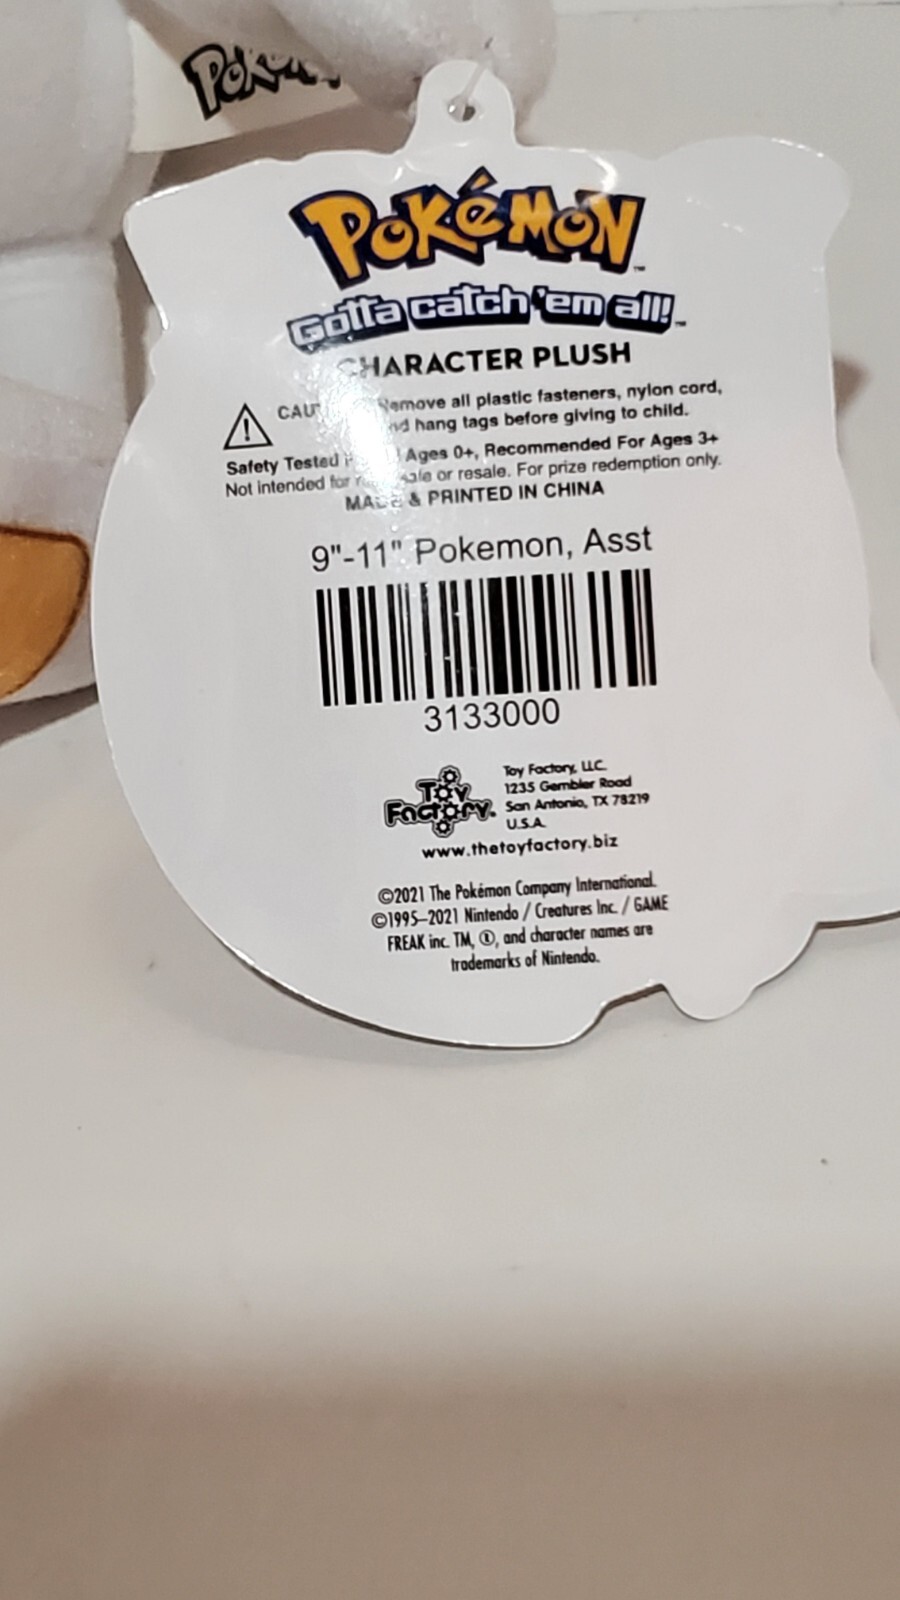 Pokémon
TM
Gotta catch 'em all!
TM
CHARACTER PLUSH
Remove all plastic fasteners, nylon cord,
hang tags before giving to child.
Safety Tested Ages 0+, Recommended For Ages 3+
Not intended for or resale. For prize redemption only.
MADE & PRINTED IN CHINA
9"-11" Pokemon, Asst
3133000
Toy Factory
Toy Factory, LLC.
1235 Gembler Road
San Antonio, TX 78219
U.S.A.
www.thetoyfactory.biz
©2021 The Pokémon Company International.
©1995–2021 Nintendo / Creatures Inc. / GAME
FREAK inc. TM, ®, and character names are
trademarks of Nintendo.